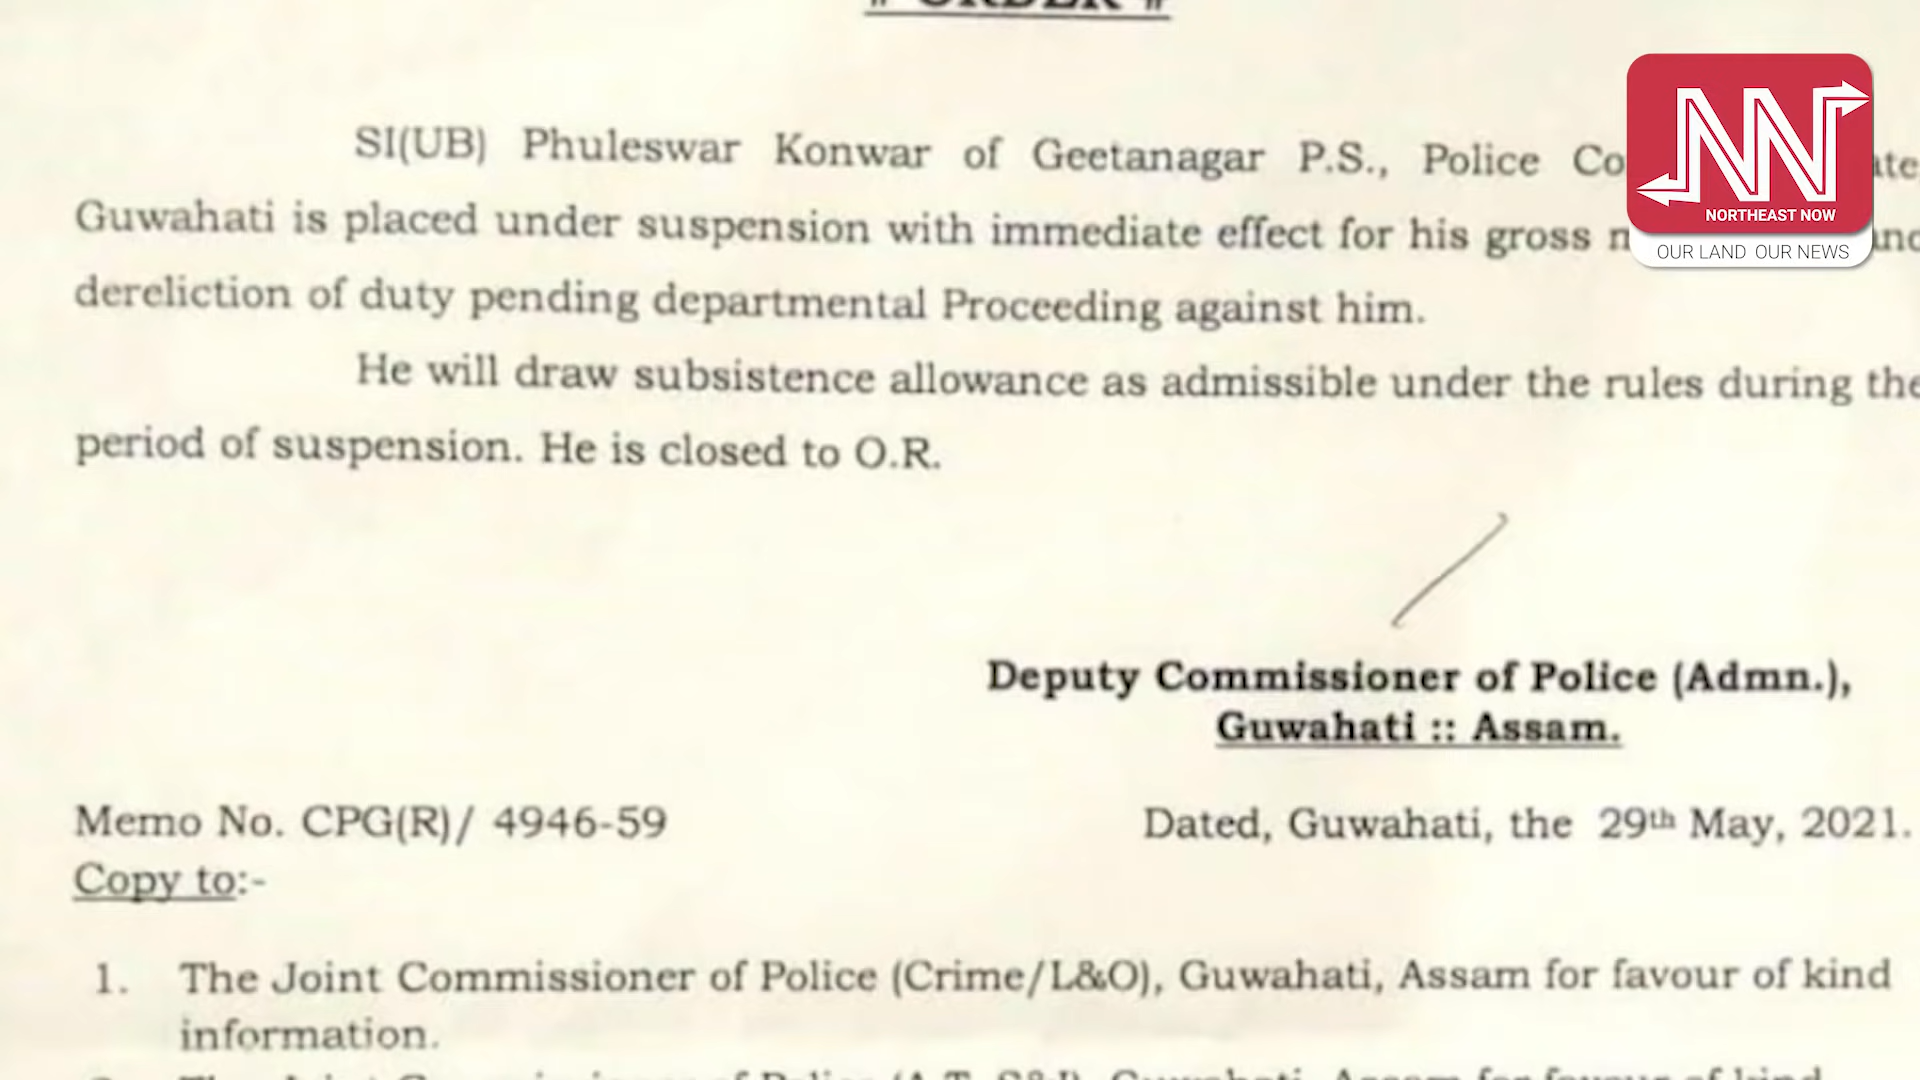 # ORDER #
SI(UB) Phuleswar Konwar of Geetanagar P.S., Police
Guwahati is placed under suspension with immediate effect for his gross
dereliction of duty pending departmental Proceeding against him.
He will draw subsistence allowance as admissible under the rules during the
period of suspension. He is closed to O.R.
Deputy Commissioner of Police (Admn.),
Guwahati :: Assam.
Memo No. CPG(R)/ 4946-59
Dated, Guwahati, the 29th May, 2021.
Copy to:-
1. The Joint Commissioner of Police (Crime/L&O), Guwahati, Assam for favour of kind
information.
NN
NORTHEAST NOW
OUR LAND OUR NEWS